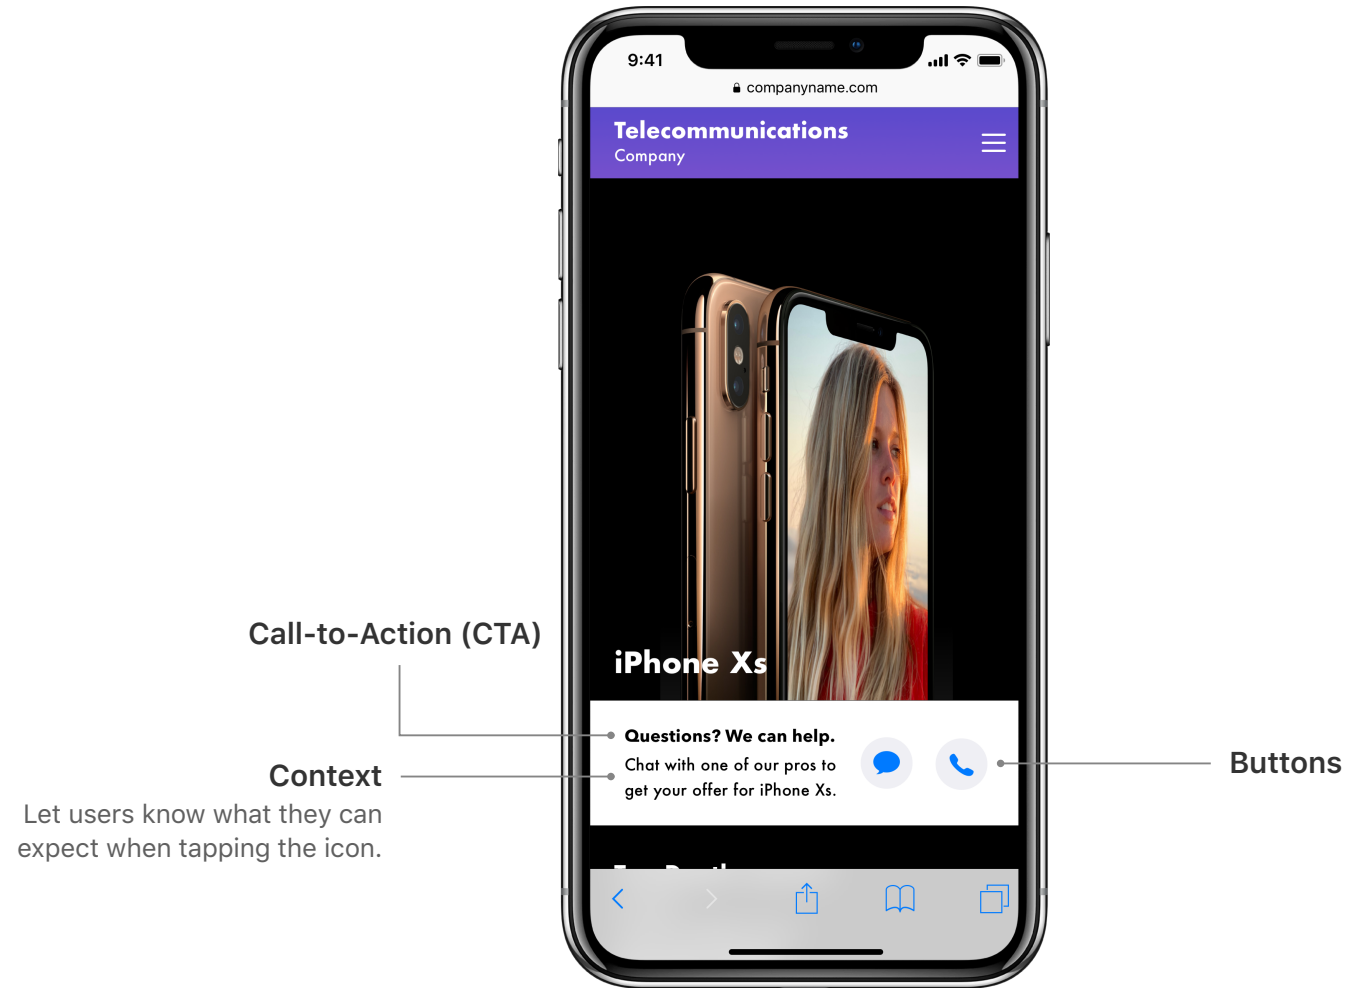 9:41
companyname.com
Telecommunications
Company
iPhone Xs
Call-to-Action (CTA)
Questions? We can help.
Chat with one of our pros to
get your offer for iPhone Xs.
Context
Let users know what they can
expect when tapping the icon.
Buttons